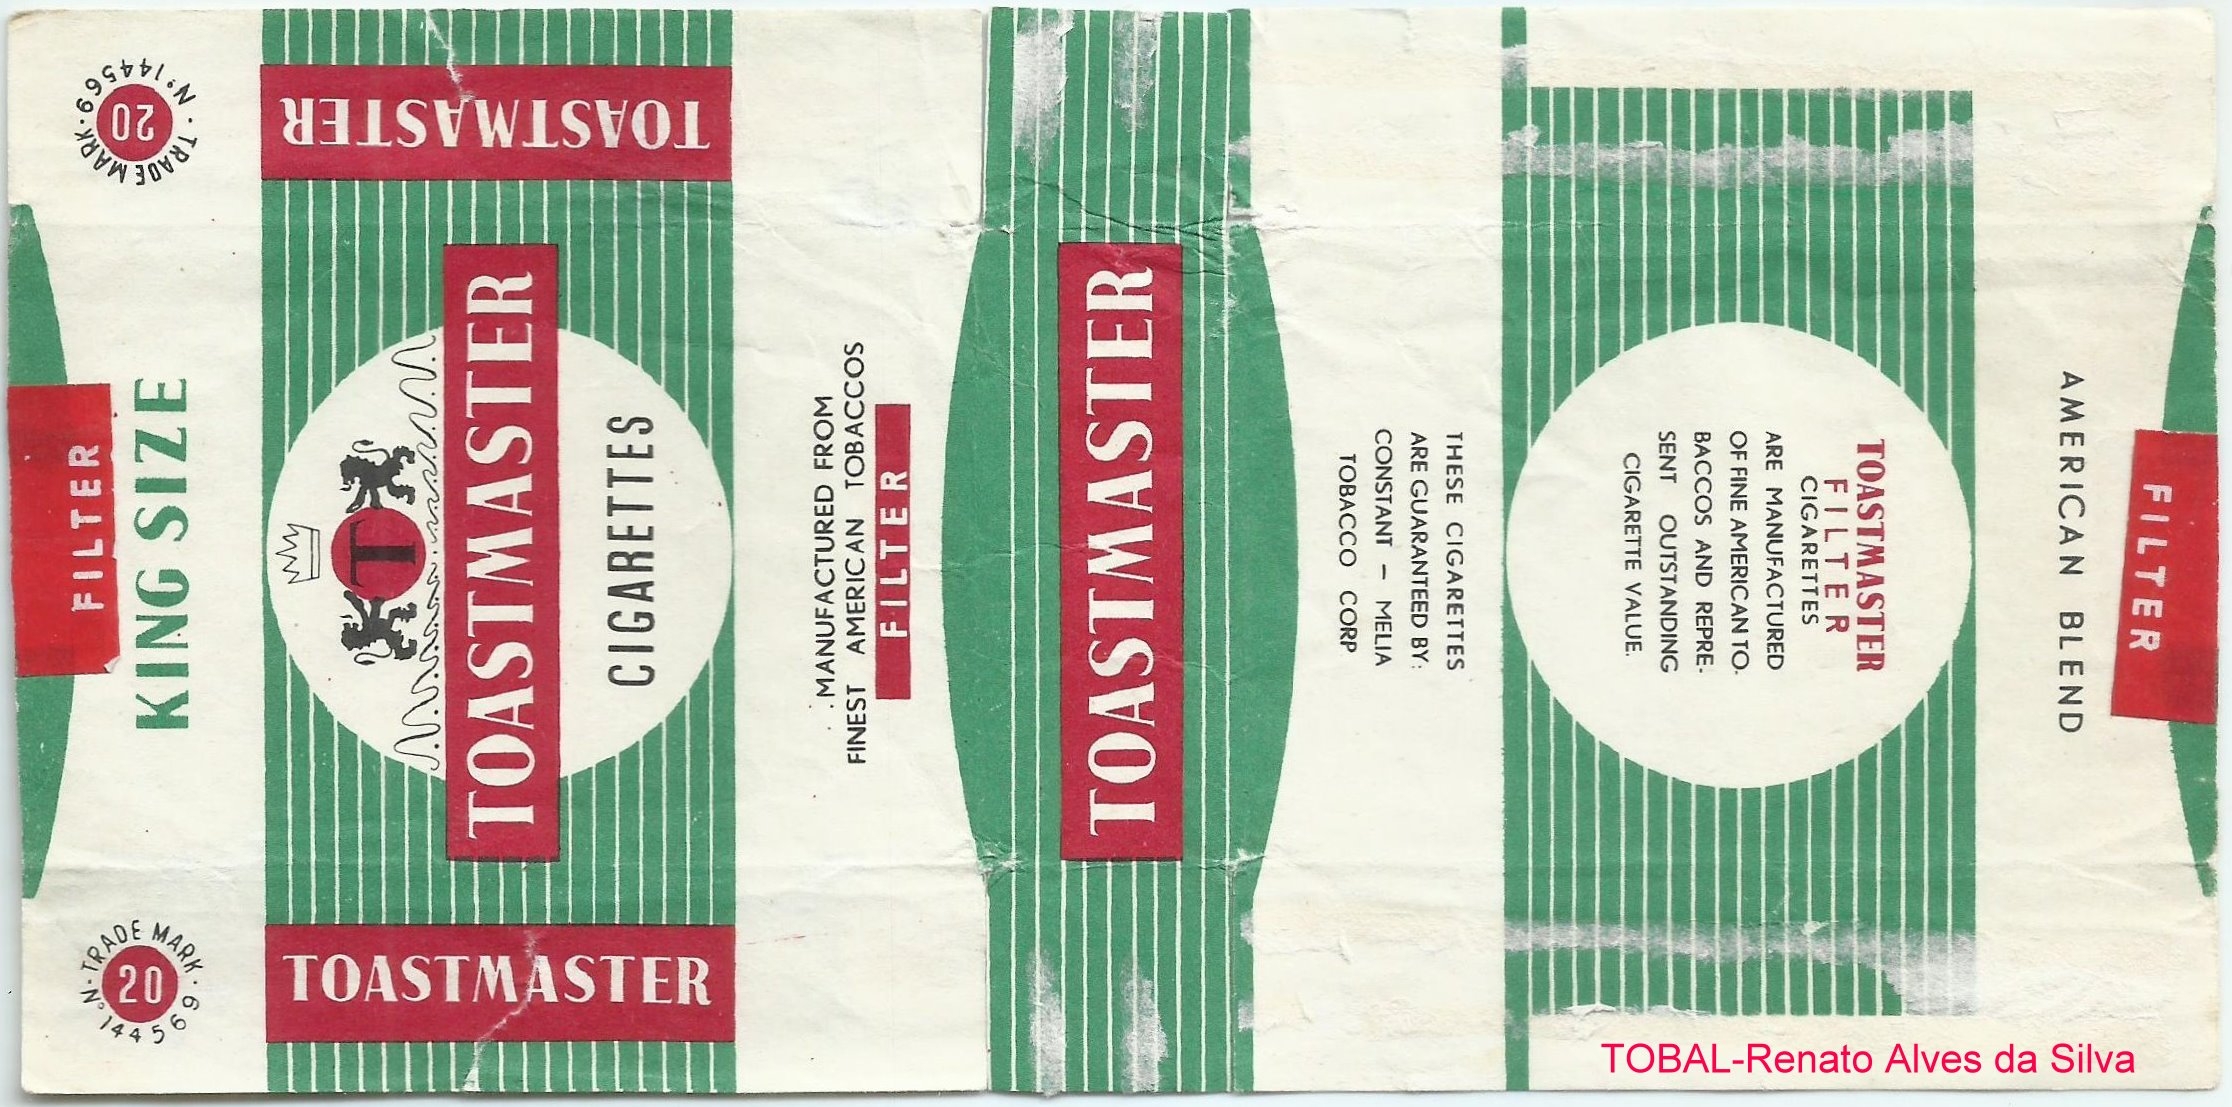 Nº 144569 · TRADE MARK ·
20
TOASTMASTER
FILTER
KING SIZE
T
TOASTMASTER
CIGARETTES
MANUFACTURED FROM
FINEST AMERICAN TOBACCOS
FILTER
TOASTMASTER
THESE CIGARETTES
ARE GUARANTEED BY:
CONSTANT – MELIA
TOBACCO CORP
TOASTMASTER
FILTER
CIGARETTES
ARE MANUFACTURED
OF FINE AMERICAN TO-
BACCOS AND REPRE-
SENT OUTSTANDING
CIGARETTE VALUE.
AMERICAN BLEND
FILTER
Nº 144569 · TRADE MARK ·
20
TOASTMASTER
TOBAL-Renato Alves da Silva